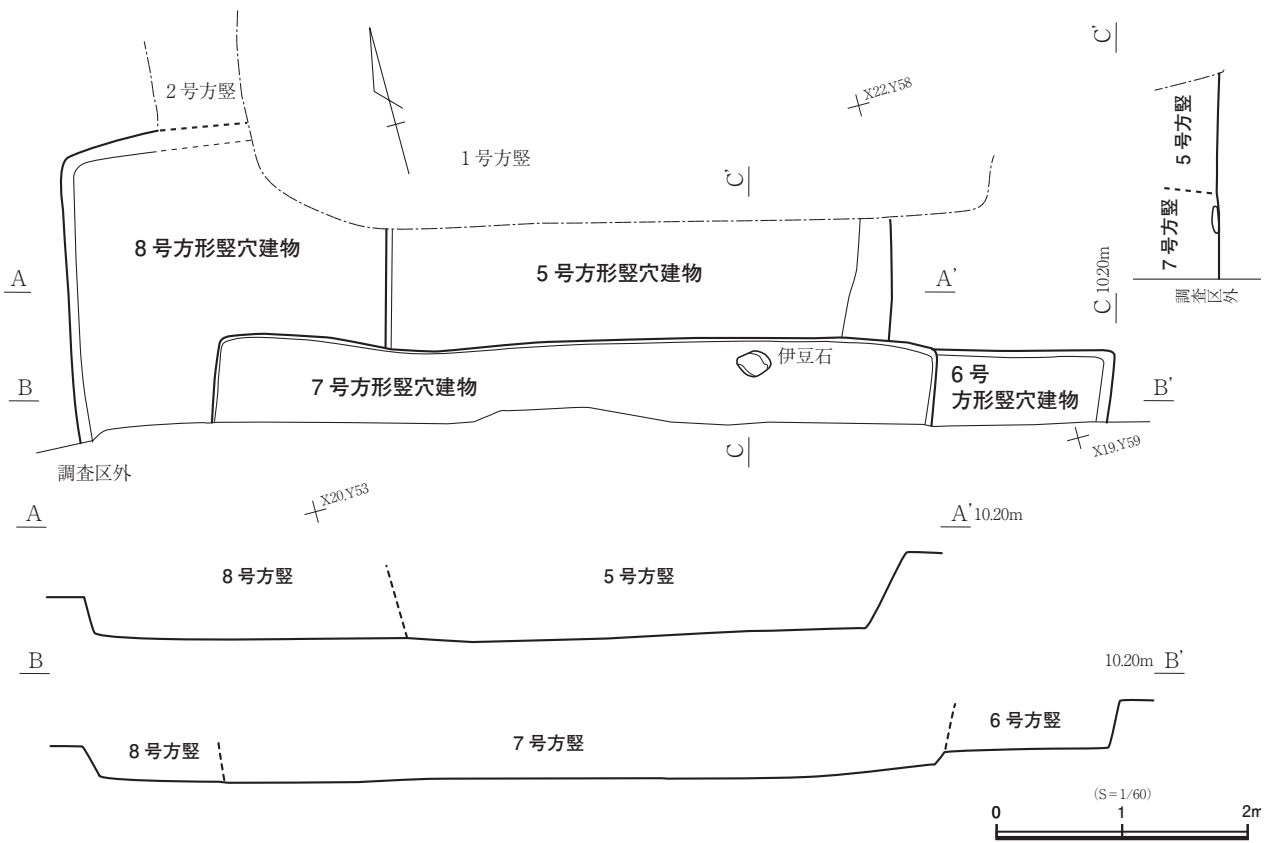 2号方竪
1号方竪
X22,Y58
C'
C'
5号方竪
7号方竪
調査区外
C 10.20m
8号方形竪穴建物
5号方形竪穴建物
A
A'
伊豆石
7号方形竪穴建物
6号
方形竪穴建物
B
B'
C
X19,Y59
調査区外
X20,Y53
A
A' 10.20m
8号方竪
5号方竪
B
10.20m B'
8号方竪
7号方竪
6号方竪
(S=1/60)
0 1 2m